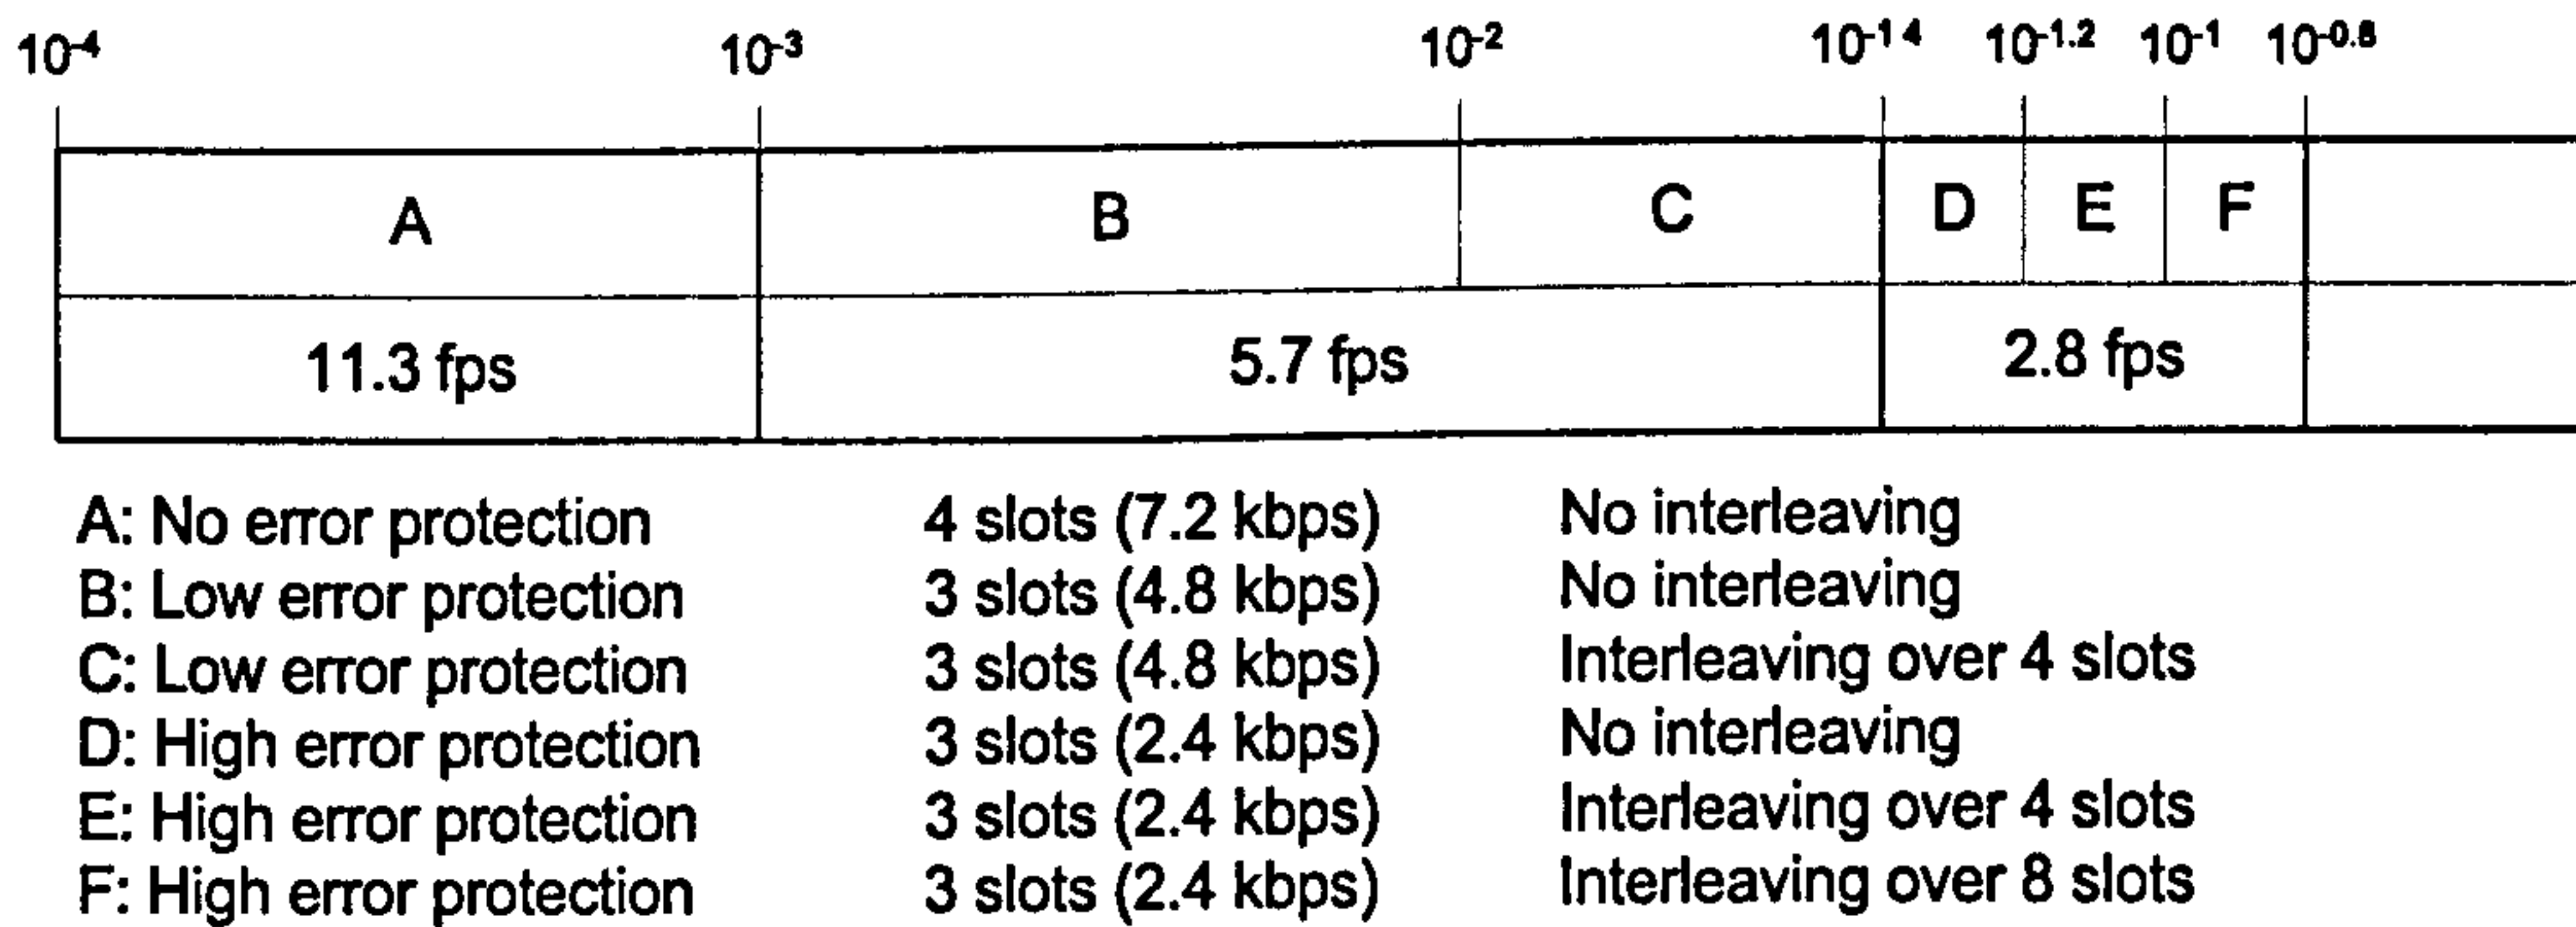 10-4 10-3 10-2 10-1 4 10-1.2 10-1 10-0.8
A B C D E F
11.3 fps 5.7 fps 2.8 fps
A: No error protection 4 slots (7.2 kbps) No interleaving
B: Low error protection 3 slots (4.8 kbps) No interleaving
C: Low error protection 3 slots (4.8 kbps) Interleaving over 4 slots
D: High error protection 3 slots (2.4 kbps) No interleaving
E: High error protection 3 slots (2.4 kbps) Interleaving over 4 slots
F: High error protection 3 slots (2.4 kbps) Interleaving over 8 slots